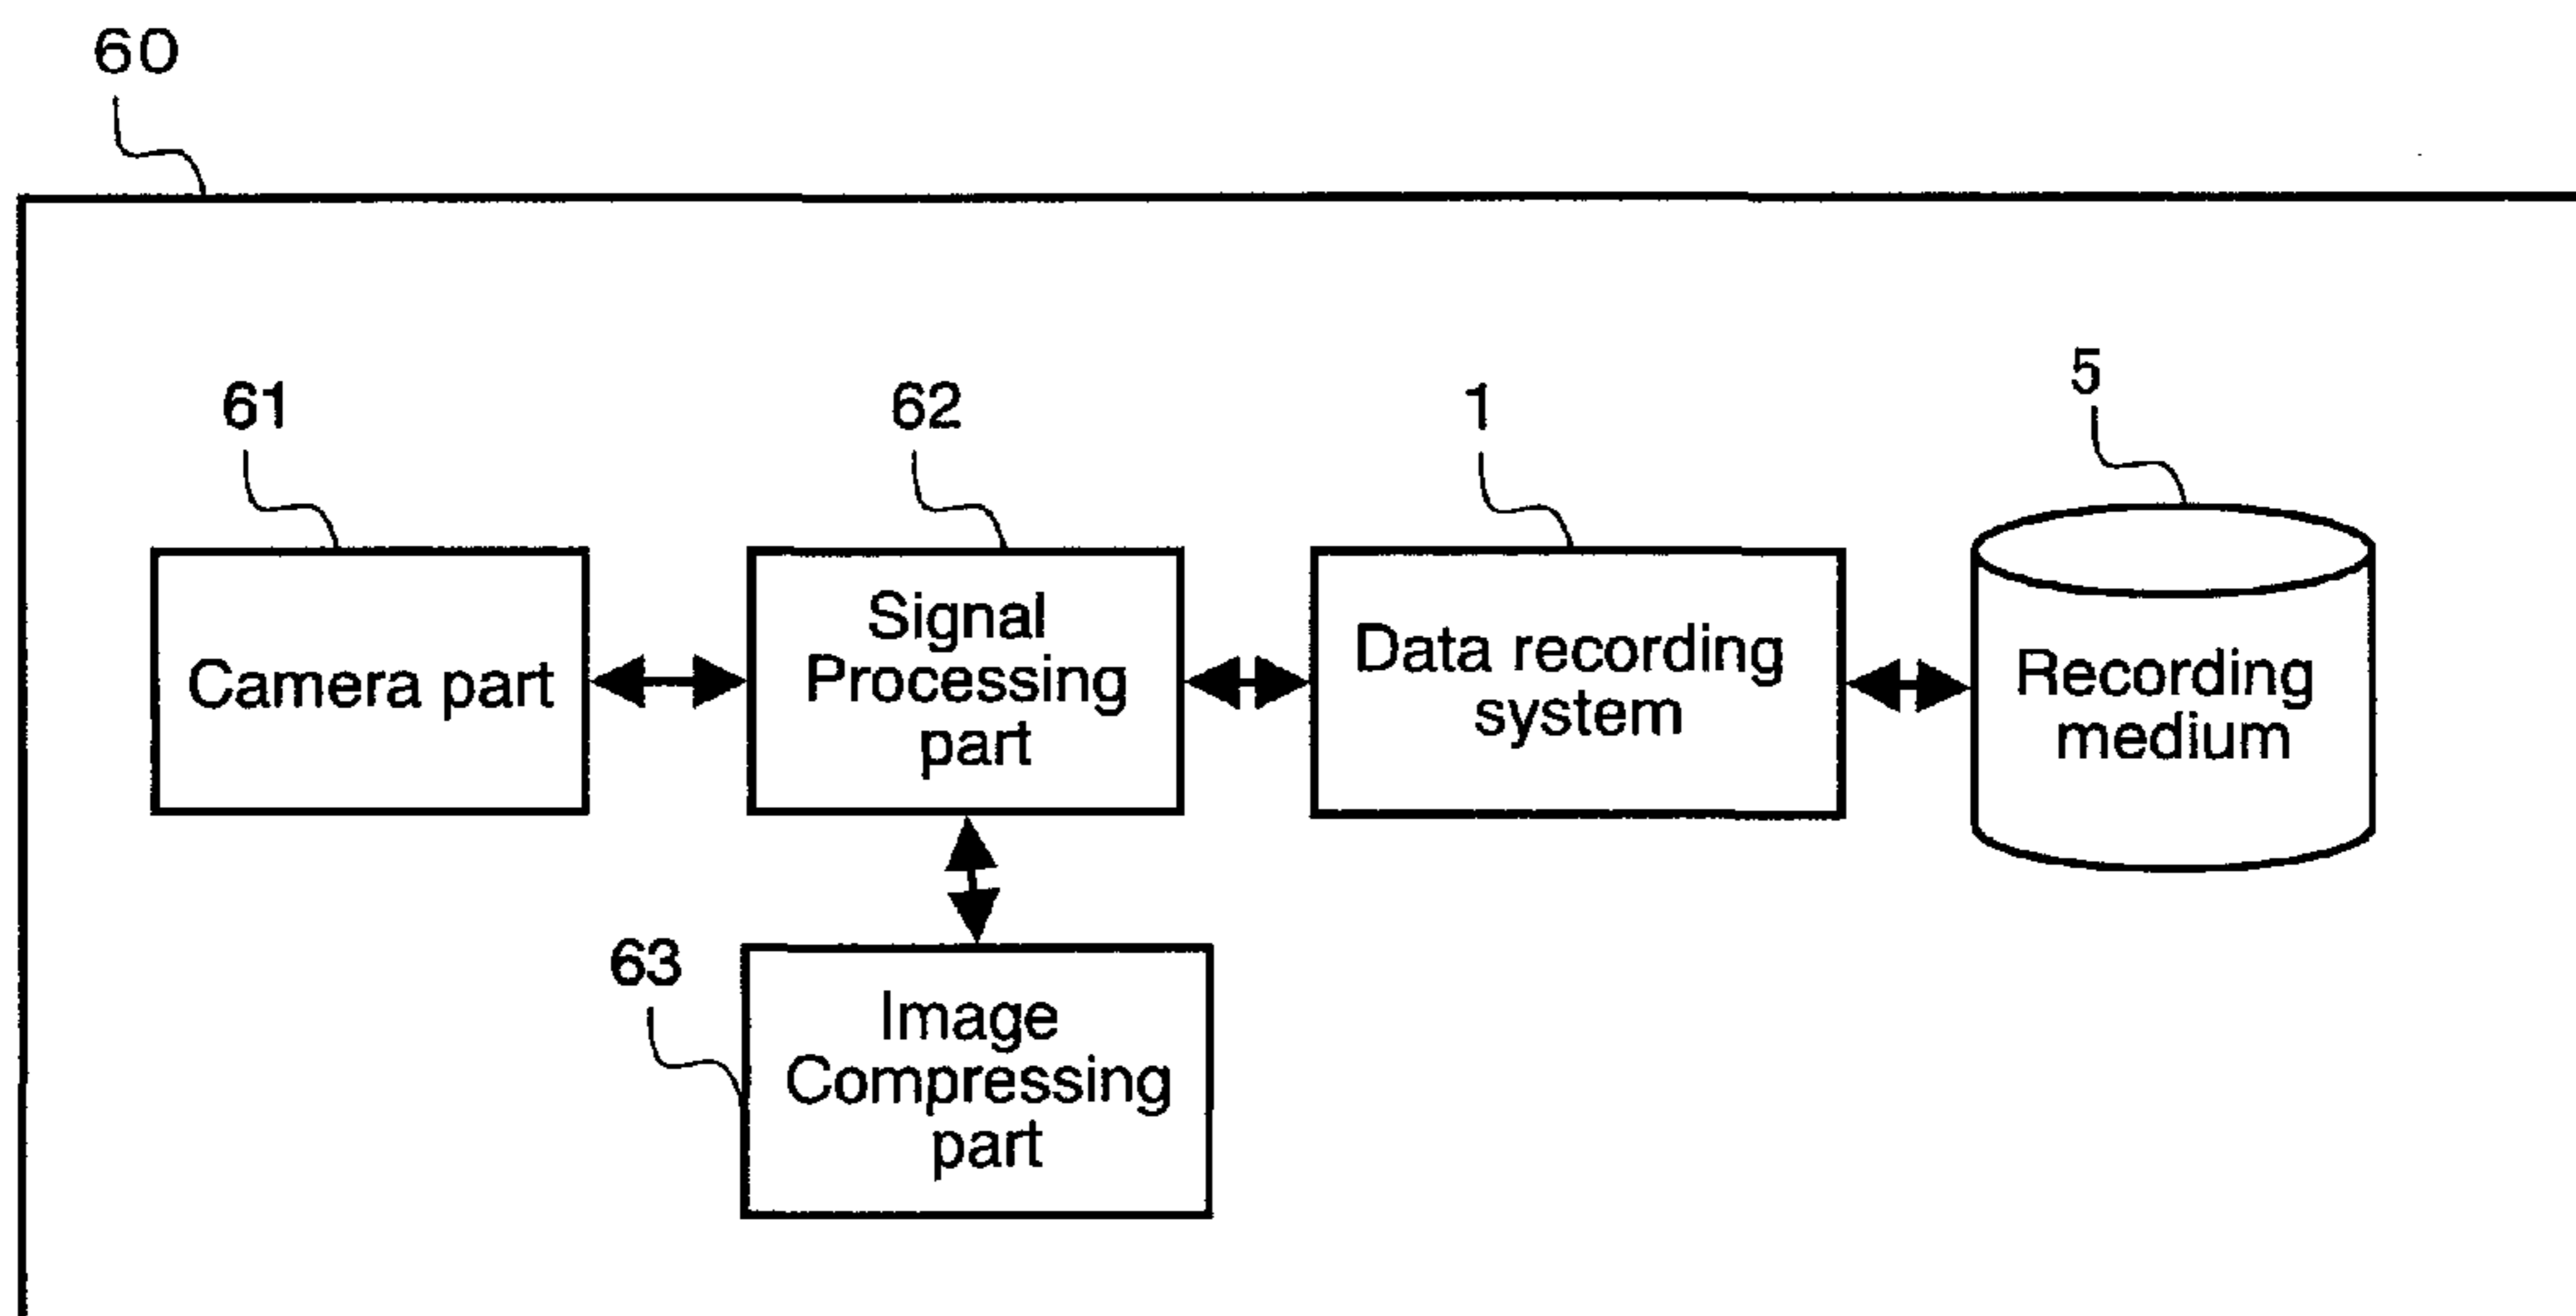 60
61
62
1
5
Camera part
Signal
Processing
part
Data recording
system
Recording
medium
63
Image
Compressing
part